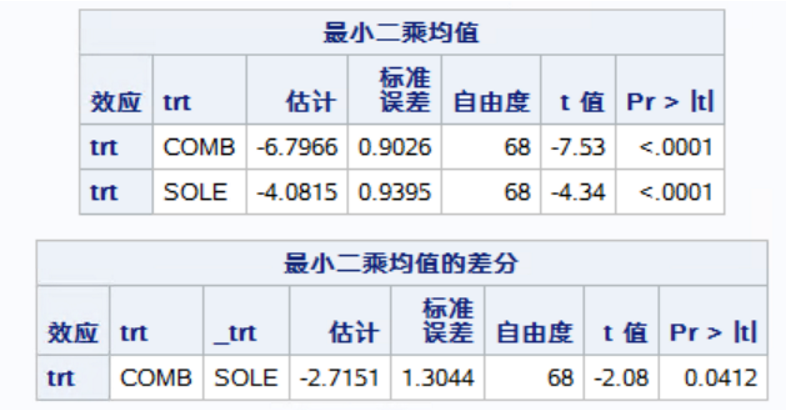 最小二乘均值
效应 trt 估计 标准误差 自由度 t 值 Pr > |t|
trt COMB -6.7966 0.9026 68 -7.53 <.0001
trt SOLE -4.0815 0.9395 68 -4.34 <.0001
最小二乘均值的差分
效应 trt _trt 估计 标准误差 自由度 t 值 Pr > |t|
trt COMB SOLE -2.7151 1.3044 68 -2.08 0.0412